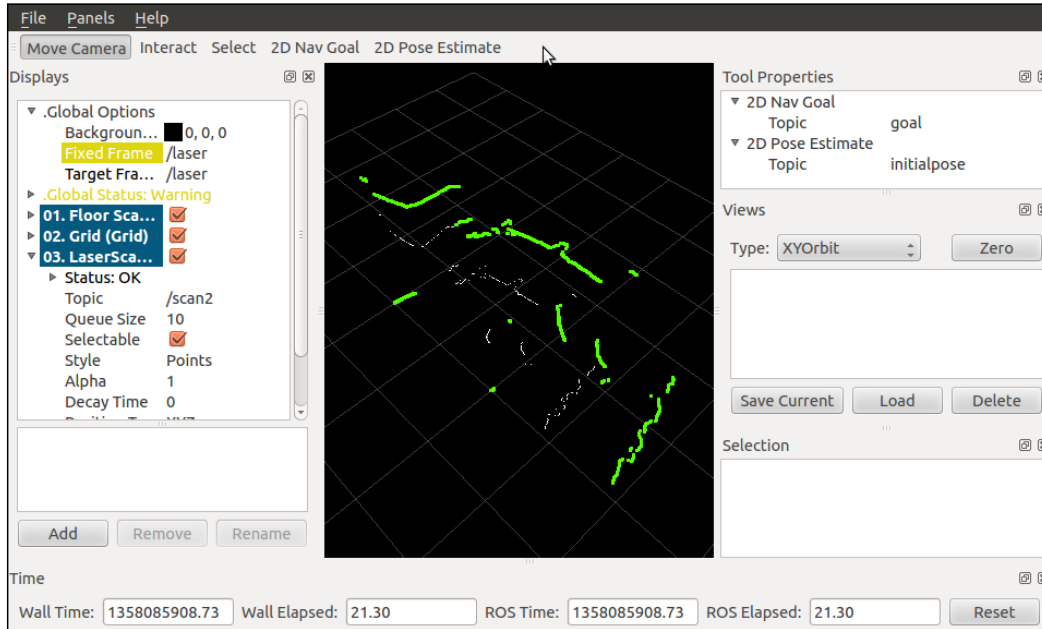 File Panels Help
Move Camera Interact Select 2D Nav Goal 2D Pose Estimate
Displays
.Global Options
Backgroun... 0, 0, 0
Fixed Frame /laser
Target Fra... /laser
.Global Status: Warning
01. Floor Sca...
02. Grid (Grid)
03. LaserSca...
Status: OK
Topic /scan2
Queue Size 10
Selectable
Style Points
Alpha 1
Decay Time 0
Add Remove Rename
Tool Properties
2D Nav Goal
Topic goal
2D Pose Estimate
Topic initialpose
Views
Type: XYOrbit Zero
Save Current Load Delete
Selection
Time
Wall Time: 1358085908.73 Wall Elapsed: 21.30 ROS Time: 1358085908.73 ROS Elapsed: 21.30 Reset